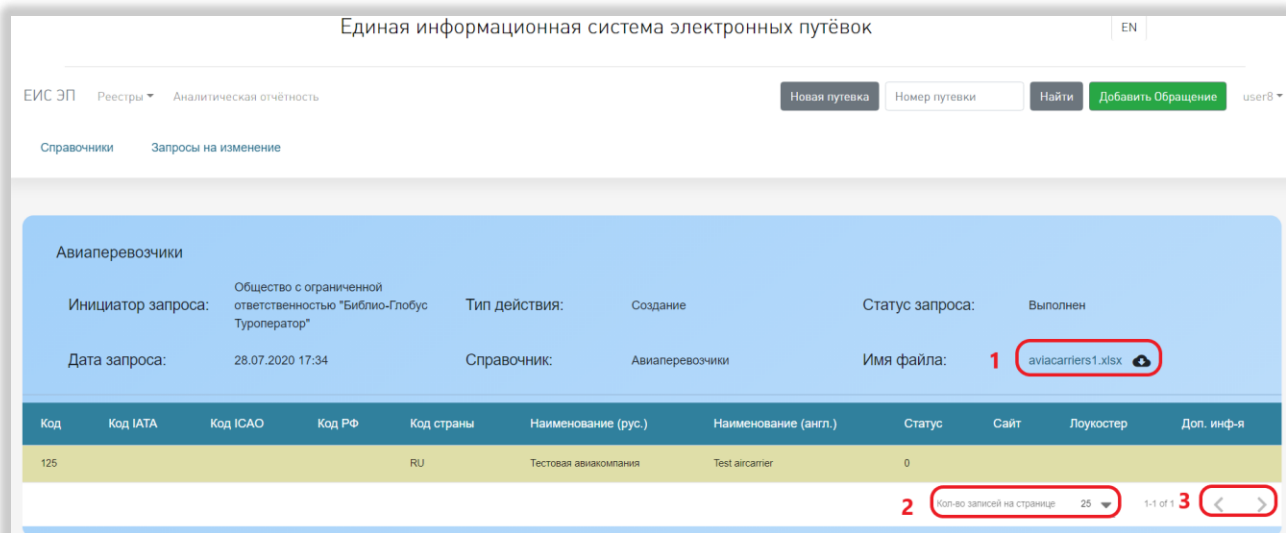 Единая информационная система электронных путёвок EN
ЕИС ЭП Реестры Аналитическая отчётность Новая путевка Номер путевки Найти Добавить Обращение user8
Справочники Запросы на изменение
Авиаперевозчики
Инициатор запроса: Общество с ограниченной ответственностью "Библио-Глобус Туроператор" Тип действия: Создание Статус запроса: Выполнен
Дата запроса: 28.07.2020 17:34 Справочник: Авиаперевозчики Имя файла: 1 aviacarriers1.xlsx
Код Код IATA Код ICAO Код РФ Код страны Наименование (рус.) Наименование (англ.) Статус Сайт Лоукостер Доп. инф-я
125 RU Тестовая авиакомпания Test aircarrier 0
2 Кол-во записей на странице 25 1-1 of 1 3